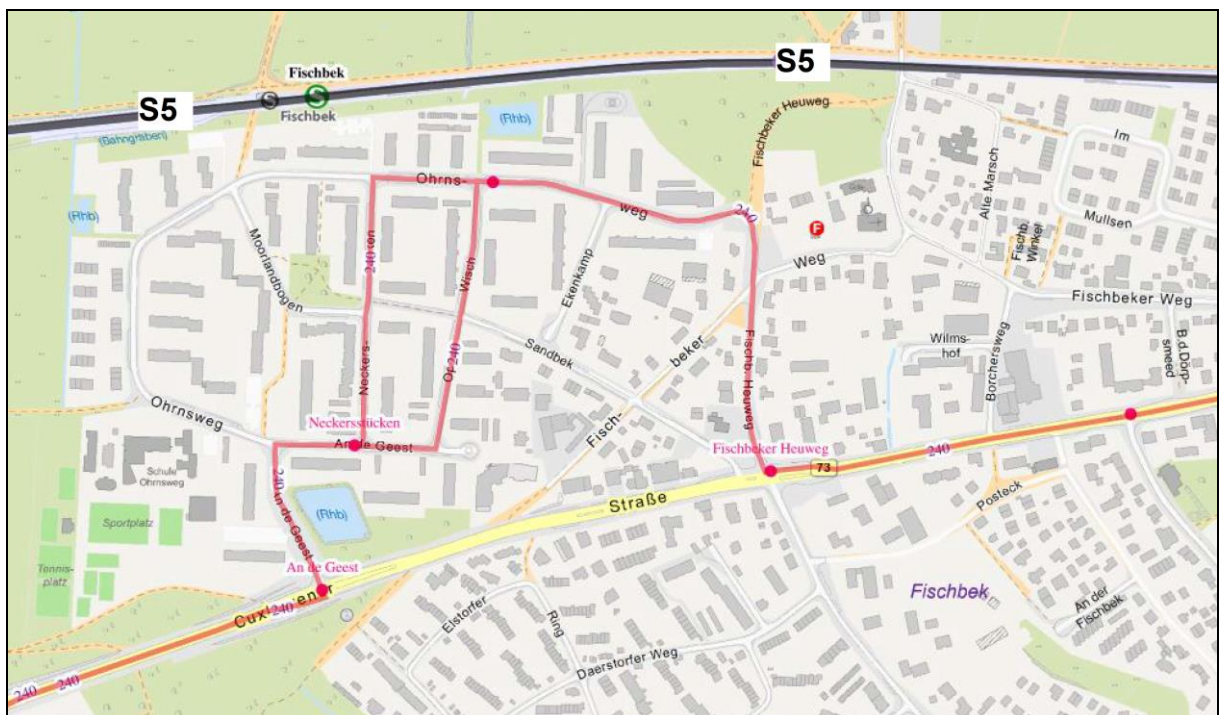 S5
Fischbek
S5
Fischbek
(Bahngraben)
(Rhb)
Fischbeker Heuweg
Im
Alte Marsch
Mullsen
Ohrns-
weg
240
F
Fischb.
Winkel
(Rhb)
Moorlandbogen
240
Neckers-
Wisch
Op
240
Ekenkamp
Weg
Fischbeker Weg
Sandbek
beker
Fisch-
Fischb. Heuweg
Wilms-
hof
Borchersweg
B.d.Dörp-
smeed
Ohrnsweg
Neckersstücken
An de Geest
Fischbeker Heuweg
240
73
Schule
Ohrnsweg
240
An de Geest
(Rhb)
Straße
Posteck
Sportplatz
Tennis-
platz
An de Geest
240
Elstorfer
Ring
Daerstorfer Weg
Fischbek
An der
Fischbek
240
240